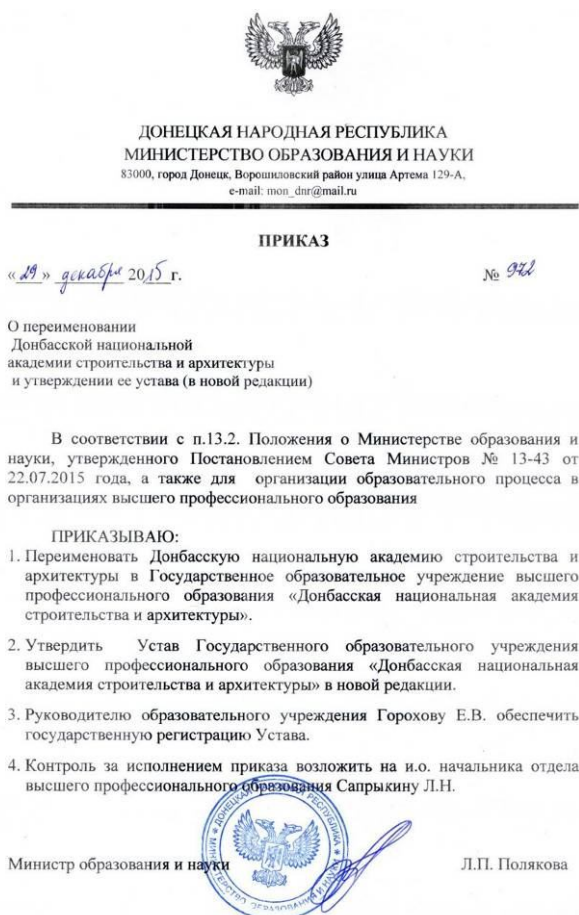 ДОНЕЦКАЯ НАРОДНАЯ РЕСПУБЛИКА
МИНИСТЕРСТВО ОБРАЗОВАНИЯ И НАУКИ
83000, город Донецк, Ворошиловский район улица Артема 129-А,
e-mail: mon_dnr@mail.ru
ПРИКАЗ
«29» декабря 2015 г. № 972
О переименовании
Донбасской национальной
академии строительства и архитектуры
и утверждении ее устава (в новой редакции)
В соответствии с п.13.2. Положения о Министерстве образования и
науки, утвержденного Постановлением Совета Министров № 13-43 от
22.07.2015 года, а также для организации образовательного процесса в
организациях высшего профессионального образования
ПРИКАЗЫВАЮ:
1. Переименовать Донбасскую национальную академию строительства и
архитектуры в Государственное образовательное учреждение высшего
профессионального образования «Донбасская национальная академия
строительства и архитектуры».
2. Утвердить Устав Государственного образовательного учреждения
высшего профессионального образования «Донбасская национальная
академия строительства и архитектуры» в новой редакции.
3. Руководителю образовательного учреждения Горохову Е.В. обеспечить
государственную регистрацию Устава.
4. Контроль за исполнением приказа возложить на и.о. начальника отдела
высшего профессионального образования Сапрыкину Л.Н.
ДОНЕЦКАЯ НАРОДНАЯ РЕСПУБЛИКА
МИНИСТЕРСТВО ОБРАЗОВАНИЯ И НАУКИ
Министр образования и науки Л.П. Полякова